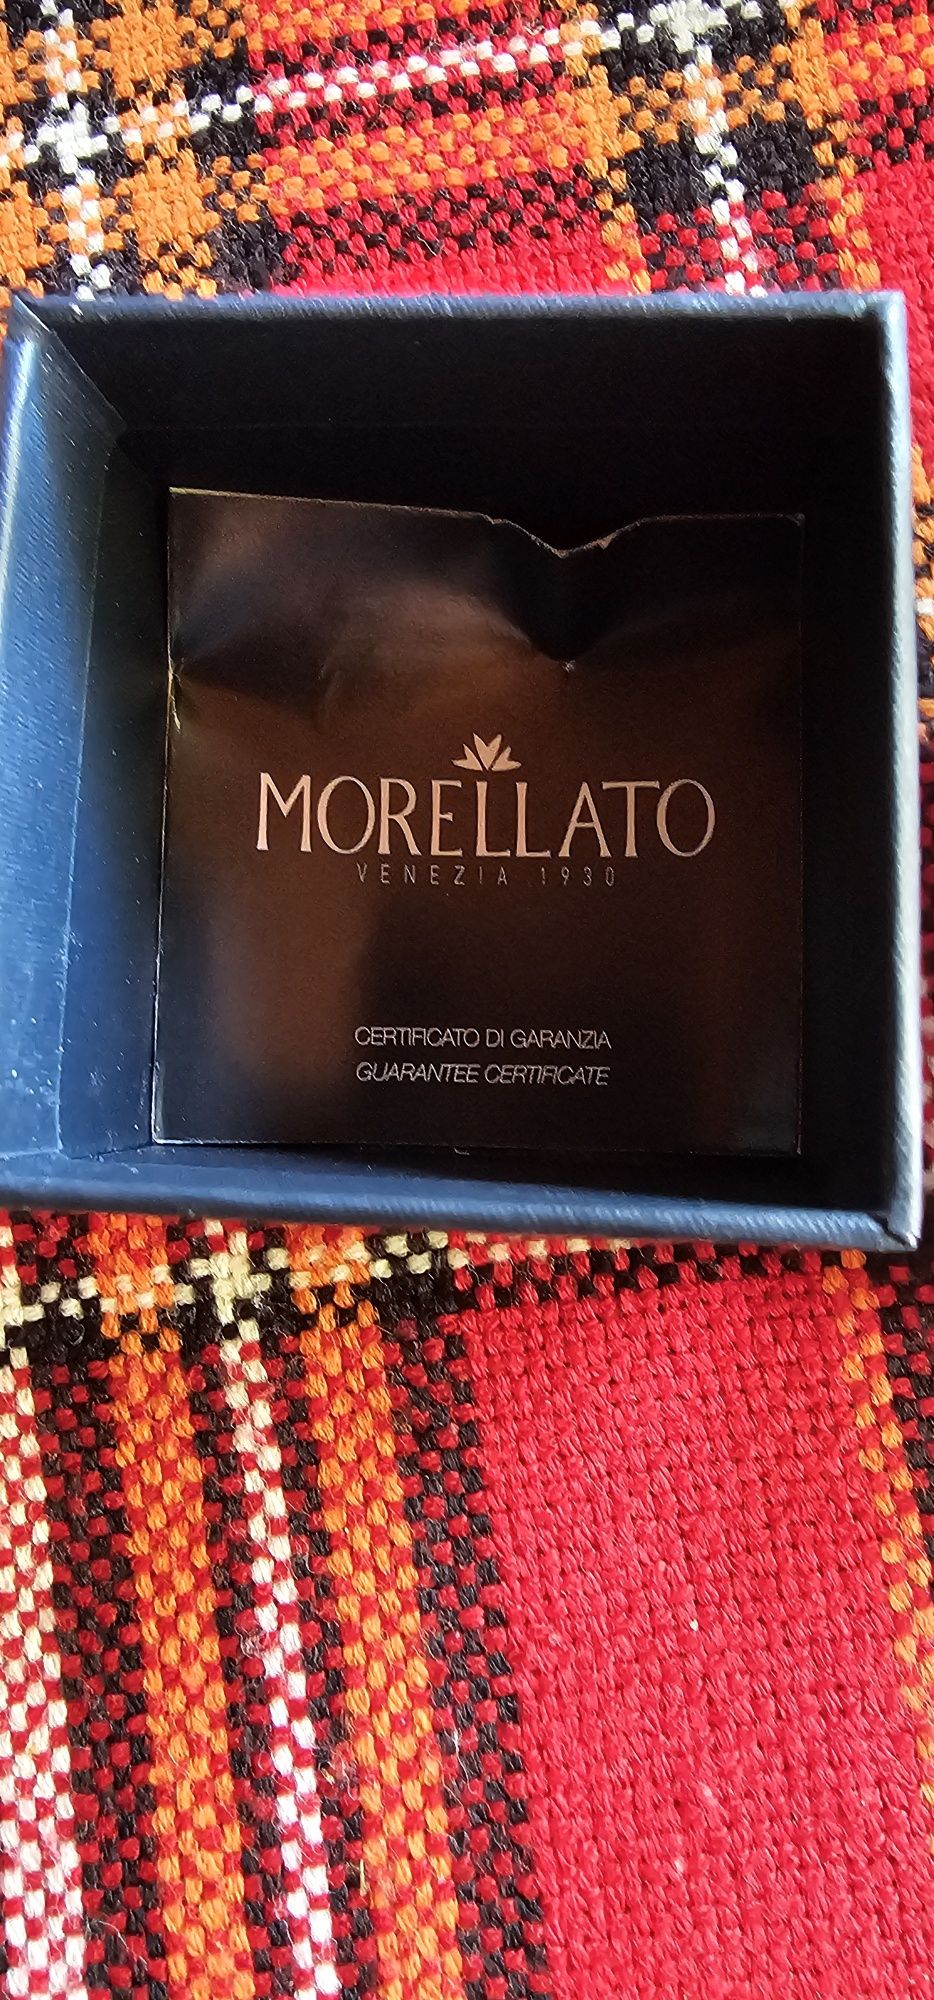 MORELLATO
VENEZIA 1930
CERTIFICATO DI GARANZIA
GUARANTEE CERTIFICATE